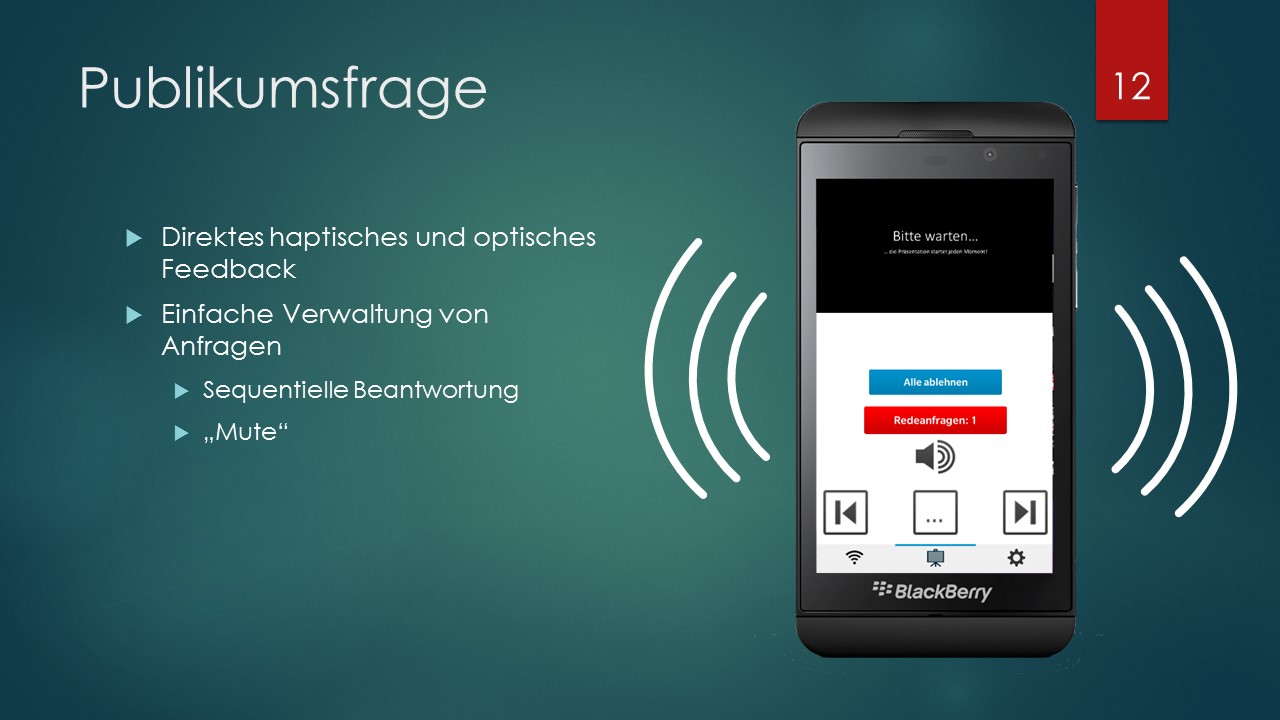 Publikumsfrage
12
Direktes haptisches und optisches
Feedback
Einfache Verwaltung von
Anfragen
Sequentielle Beantwortung
„Mute“
Bitte warten...
... die Präsentation startet jeden Moment!
Alle ablehnen
Redeanfragen: 1
...
BlackBerry